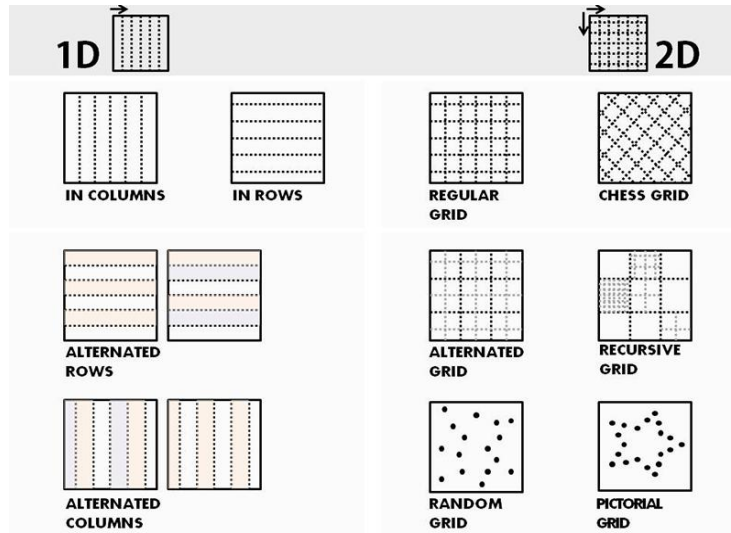 1D
2D
IN COLUMNS
IN ROWS
REGULAR
GRID
CHESS GRID
ALTERNATED
ROWS
ALTERNATED
GRID
RECURSIVE
GRID
ALTERNATED
COLUMNS
RANDOM
GRID
PICTORIAL
GRID